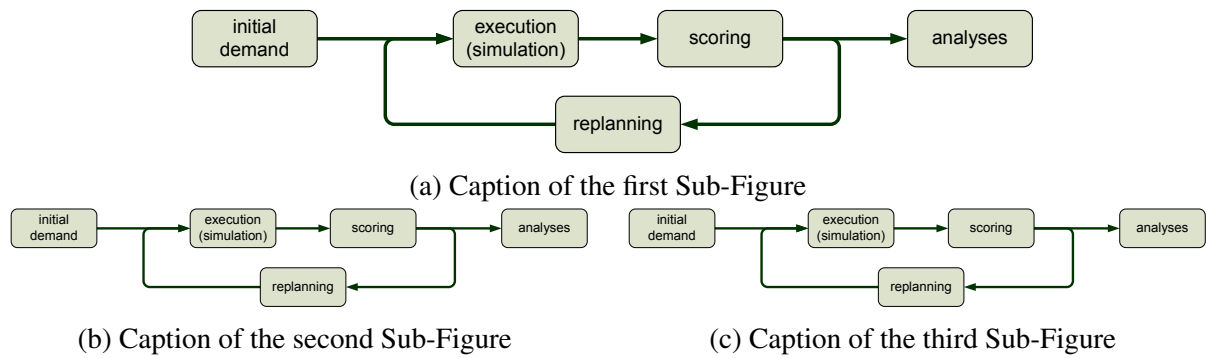 initial
demand
execution
(simulation)
scoring
analyses
replanning
(a) Caption of the first Sub-Figure
initial
demand
execution
(simulation)
scoring
analyses
replanning
(b) Caption of the second Sub-Figure
initial
demand
execution
(simulation)
scoring
analyses
replanning
(c) Caption of the third Sub-Figure